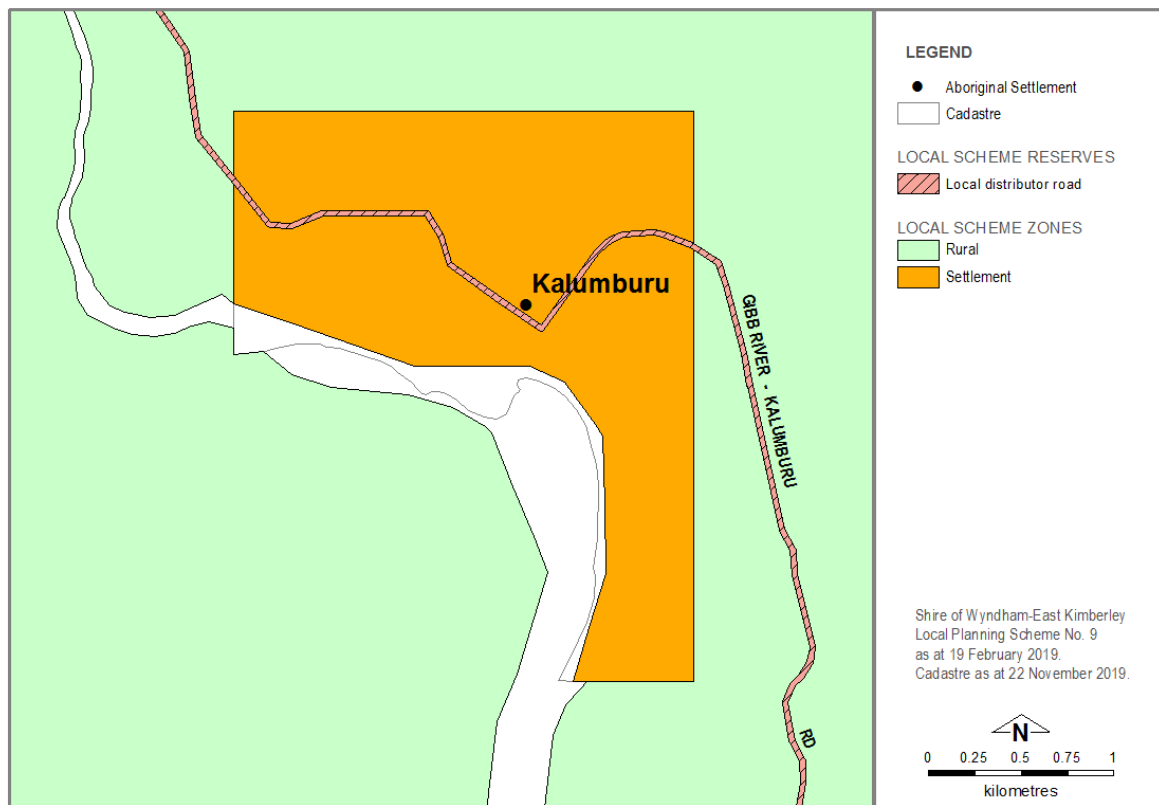 Kalumburu
GIBB RIVER - KALUMBURU
RD
LEGEND
Aboriginal Settlement
Cadastre
LOCAL SCHEME RESERVES
Local distributor road
LOCAL SCHEME ZONES
Rural
Settlement
Shire of Wyndham-East Kimberley
Local Planning Scheme No. 9
as at 19 February 2019.
Cadastre as at 22 November 2019.
N
0 0.25 0.5 0.75 1
kilometres